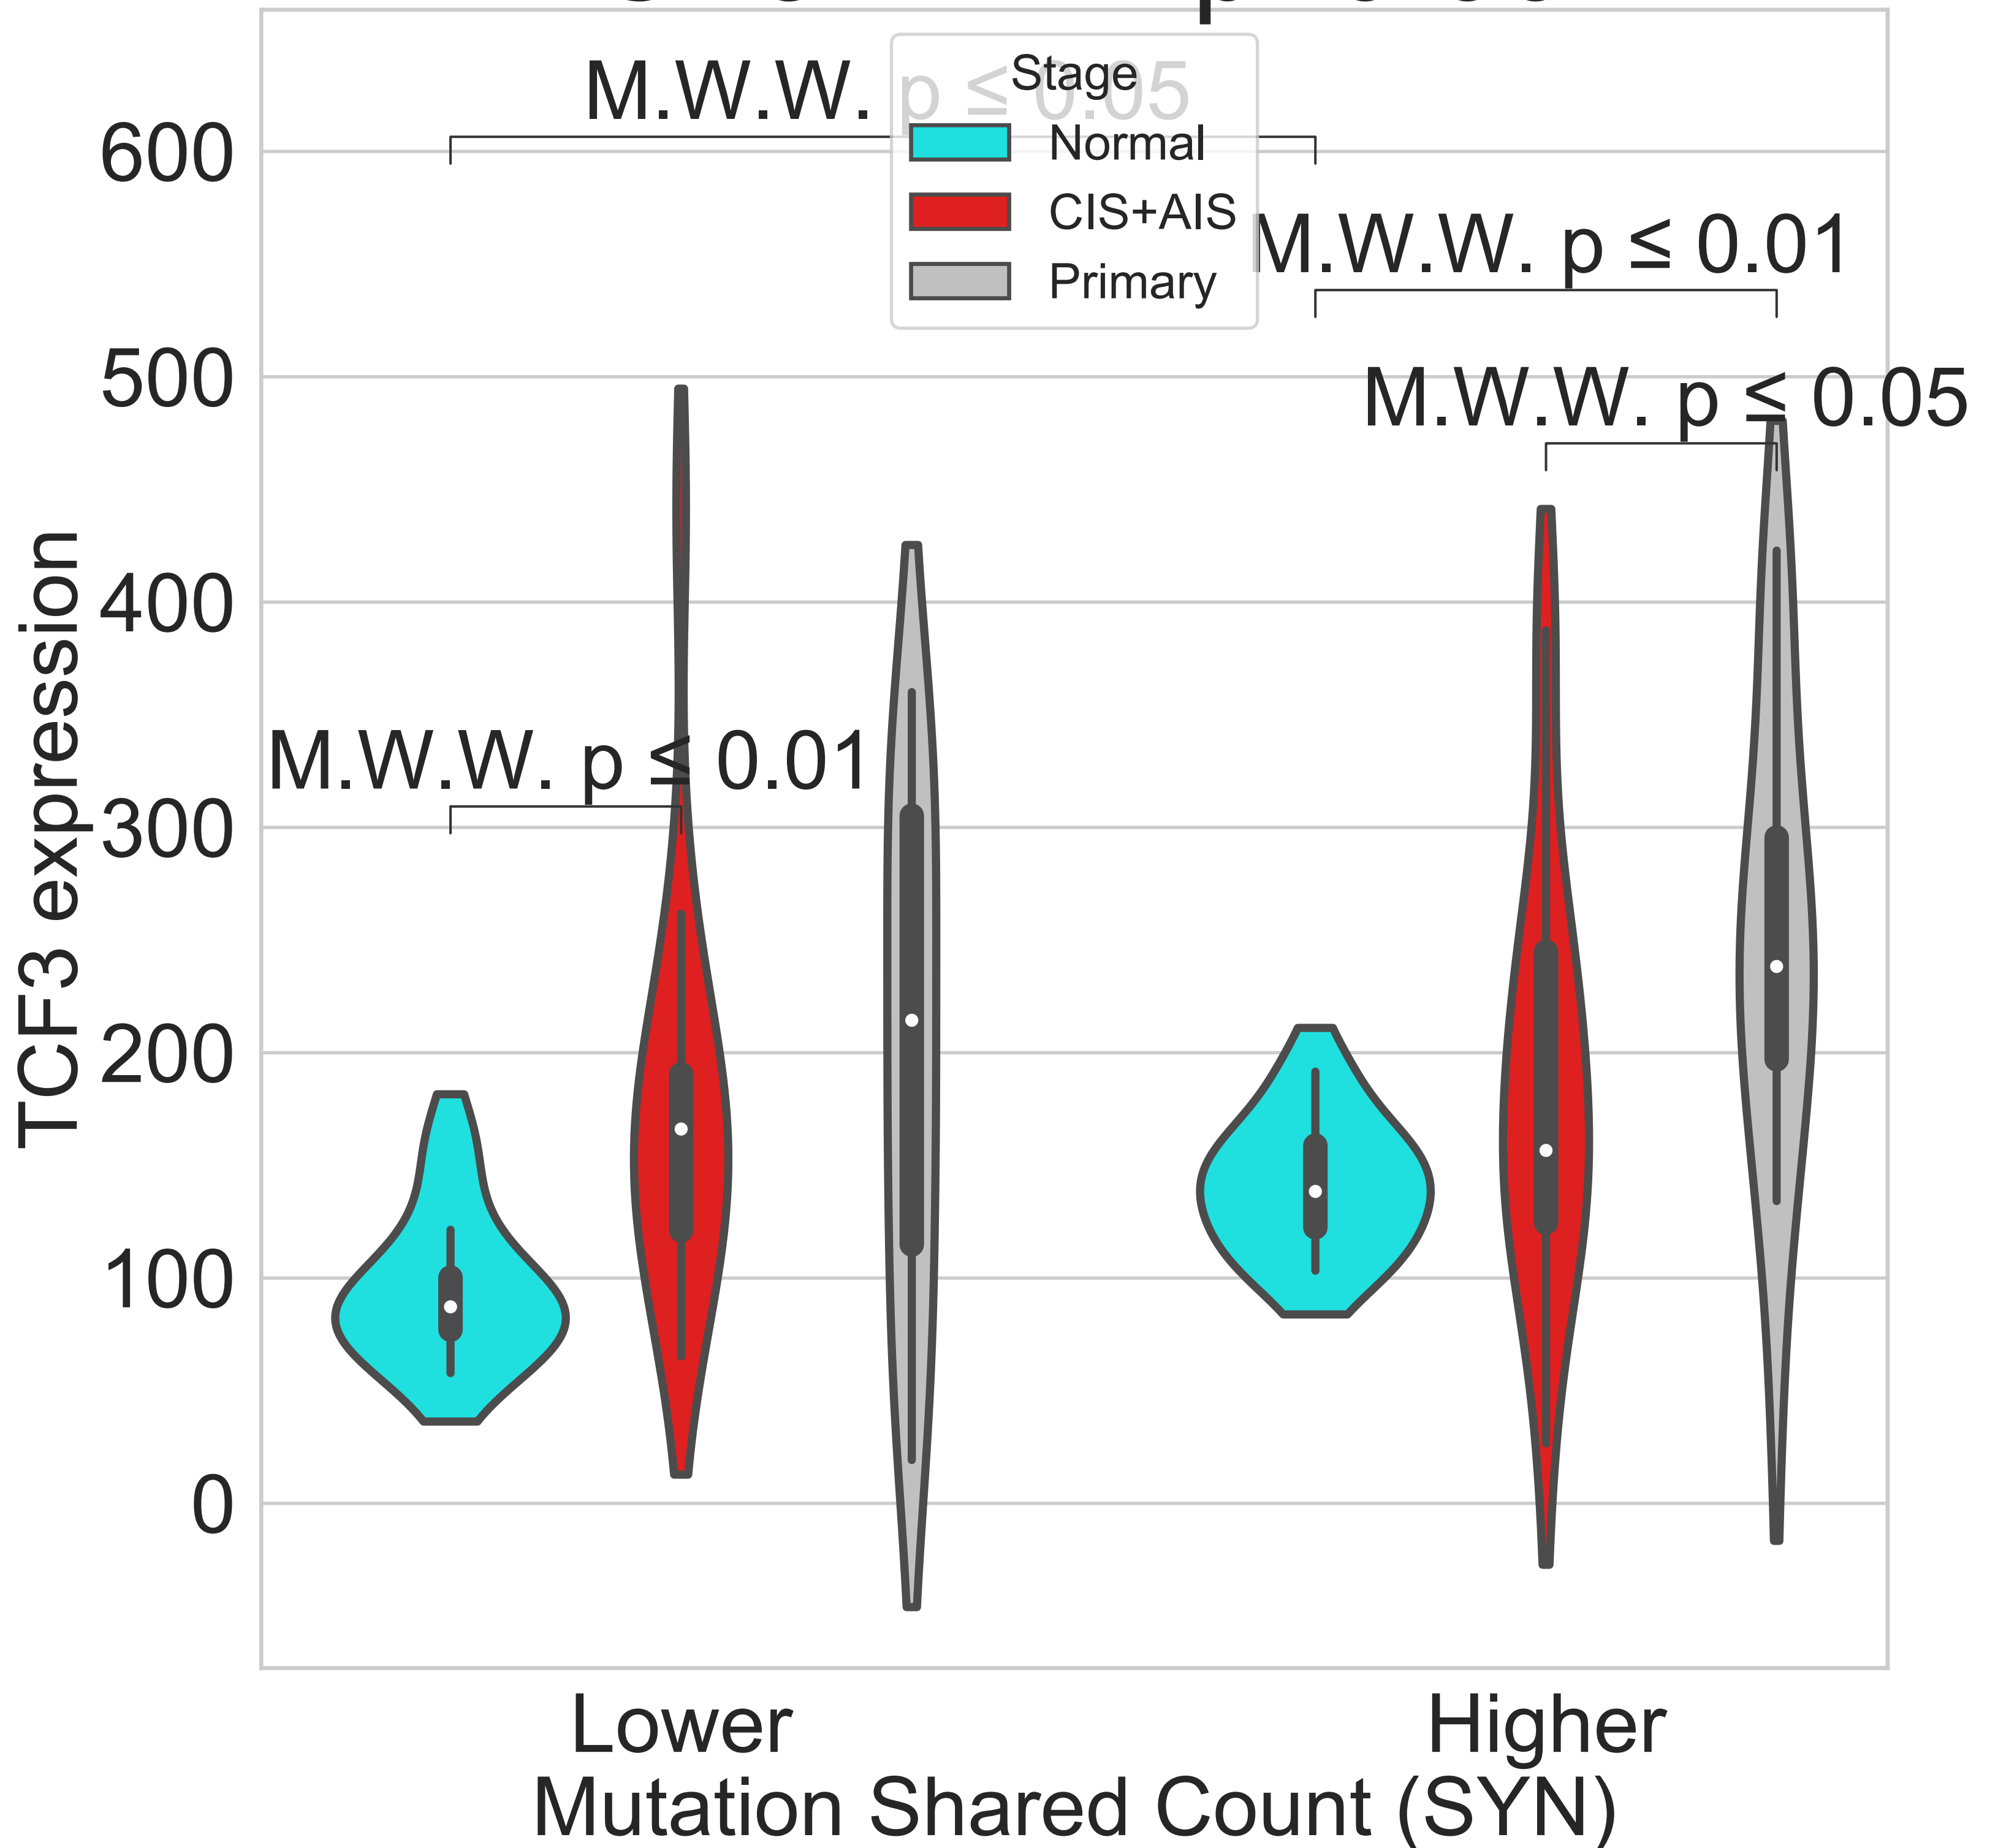 M.W.W. p ≤ 0.05
Stage
Normal
CIS+AIS
Primary
M.W.W. p ≤ 0.01
M.W.W. p ≤ 0.05
M.W.W. p ≤ 0.01
600
500
400
300
200
100
0
TCF3 expression
Lower
Higher
Mutation Shared Count (SYN)